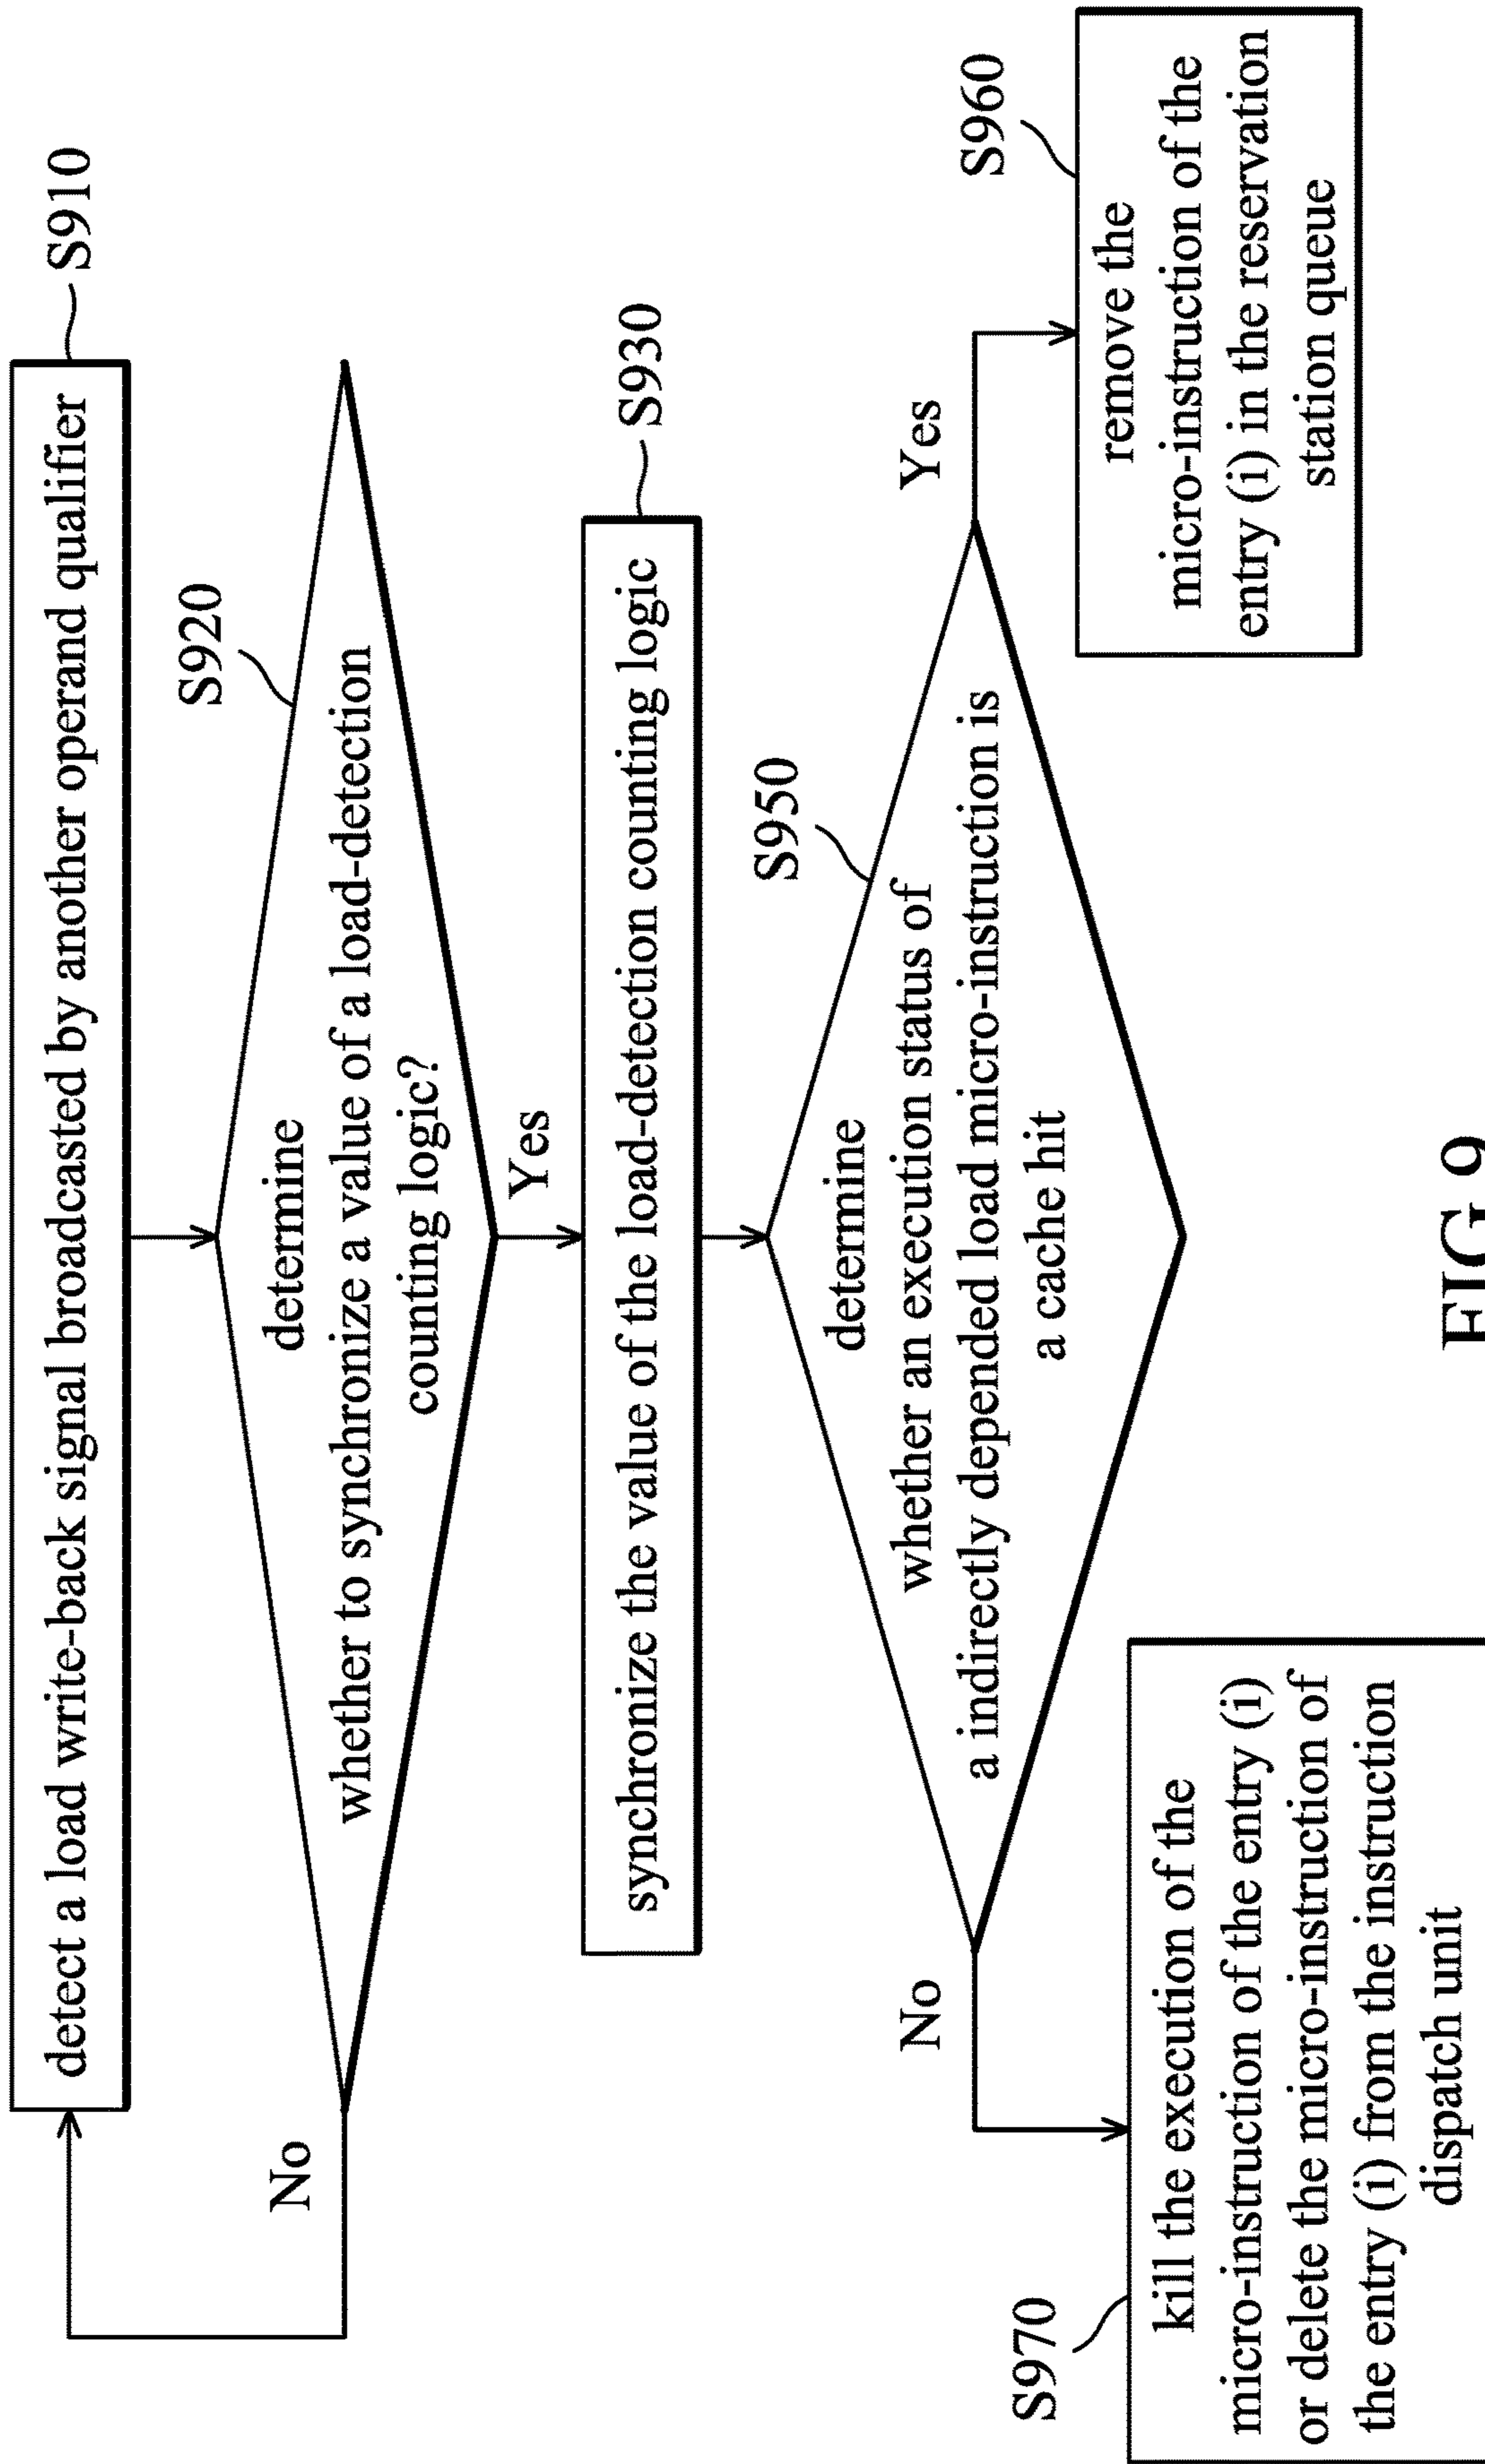 detect a load write-back signal broadcasted by another operand qualifier
S910
S920
determine
whether to synchronize a value of a load-detection
counting logic?
No
Yes
synchronize the value of the load-detection counting logic
S930
S950
determine
whether an execution status of
a indirectly depended load micro-instruction is
a cache hit
No
Yes
S970
kill the execution of the
micro-instruction of the entry (i)
or delete the micro-instruction of
the entry (i) from the instruction
dispatch unit
S960
remove the
micro-instruction of the
entry (i) in the reservation
station queue
FIG 9